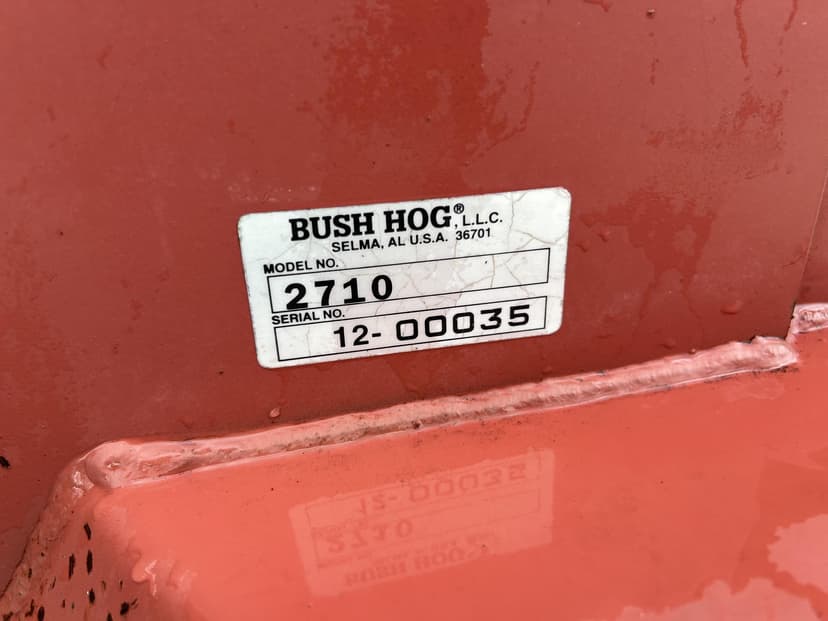 BUSH HOG®, L.L.C.
SELMA, AL U.S.A. 36701
MODEL NO.
2710
SERIAL NO.
12-00035